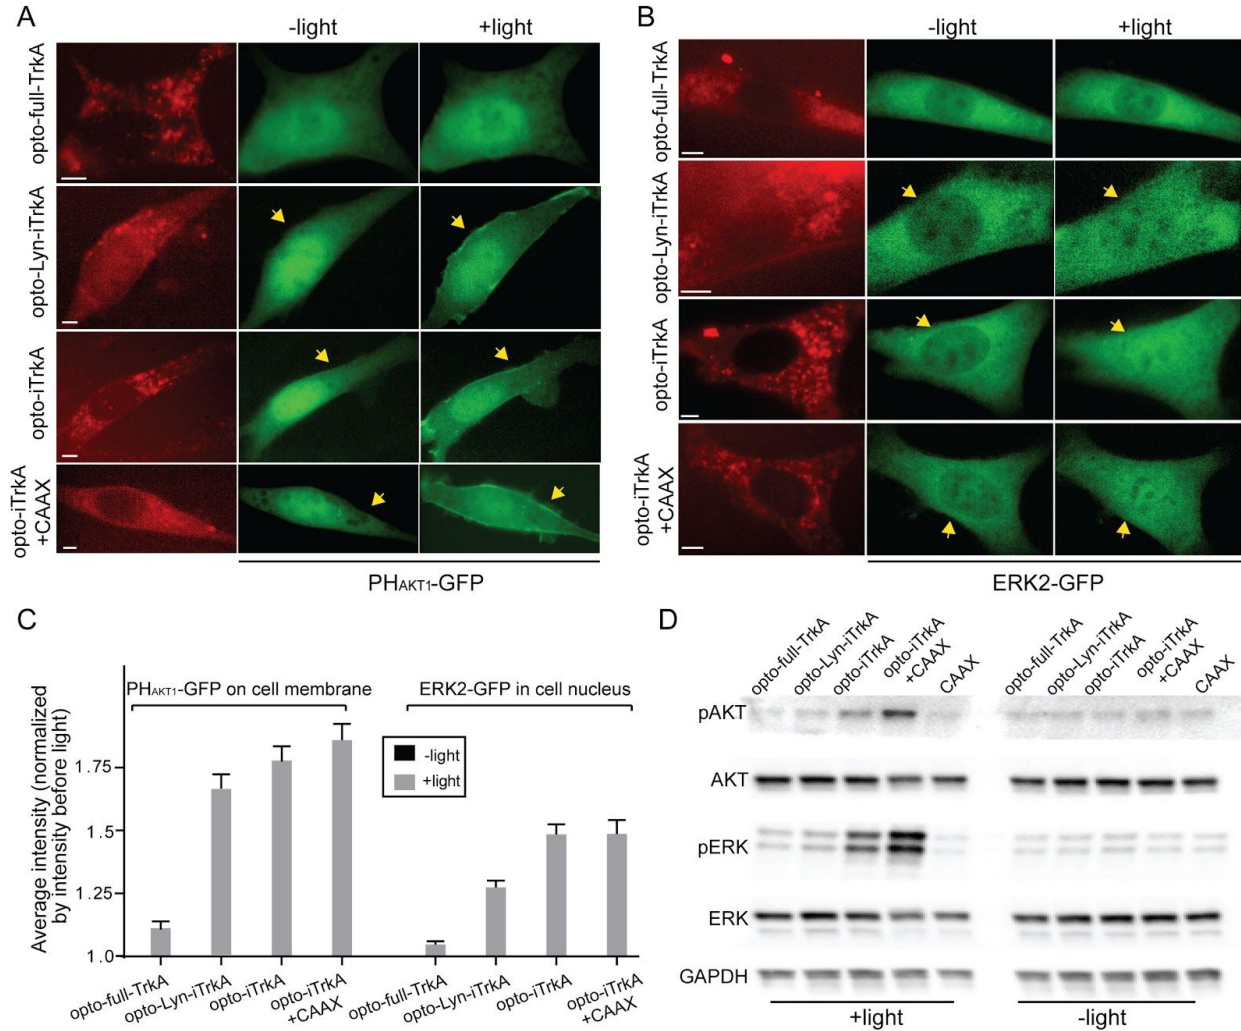 A
-light
+light
opto-full-TrkA
opto-Lyn-iTrkA
opto-iTrkA
opto-iTrkA
+CAAX
PHAKT1-GFP
B
-light
+light
opto-full-TrkA
opto-Lyn-iTrkA
opto-iTrkA
opto-iTrkA
+CAAX
ERK2-GFP
C
Average intensity (normalized
by intensity before light)
PHAKT1-GFP on cell membrane
ERK2-GFP in cell nucleus
-light
+light
1.75
1.5
1.25
1.0
opto-full-TrkA
opto-Lyn-iTrkA
opto-iTrkA
opto-iTrkA
+CAAX
opto-full-TrkA
opto-Lyn-iTrkA
opto-iTrkA
opto-iTrkA
+CAAX
D
opto-full-TrkA
opto-Lyn-iTrkA
opto-iTrkA
opto-iTrkA
+CAAX
CAAX
opto-full-TrkA
opto-Lyn-iTrkA
opto-iTrkA
opto-iTrkA
+CAAX
CAAX
pAKT
AKT
pERK
ERK
GAPDH
+light
-light